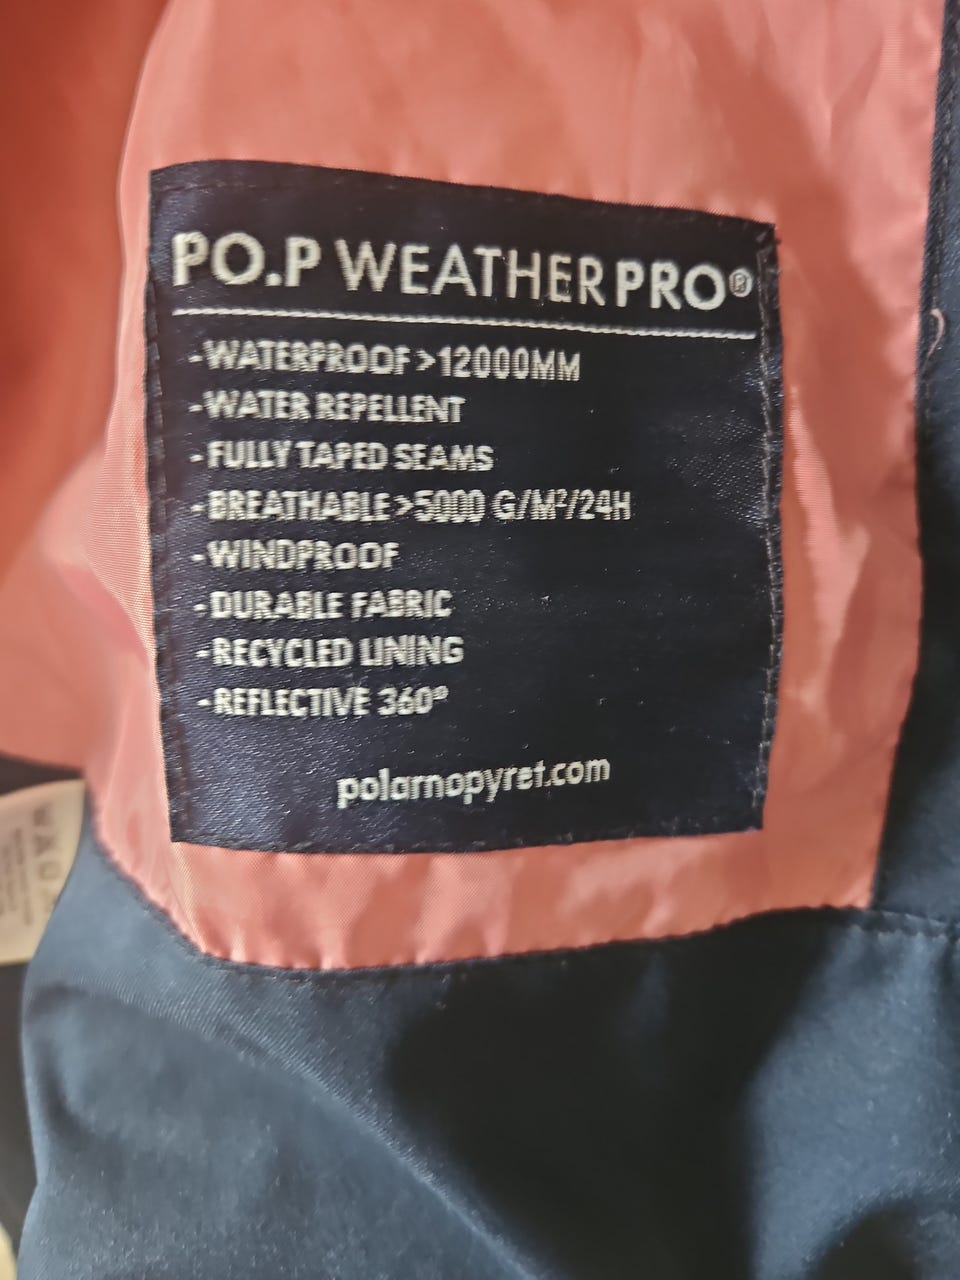 PO.P WEATHERPRO®
- WATERPROOF >12000MM
- WATER REPELLENT
- FULLY TAPED SEAMS
- BREATHABLE >5000 G/M²/24H
- WINDPROOF
- DURABLE FABRIC
- RECYCLED LINING
- REFLECTIVE 360°
polarnopyret.com